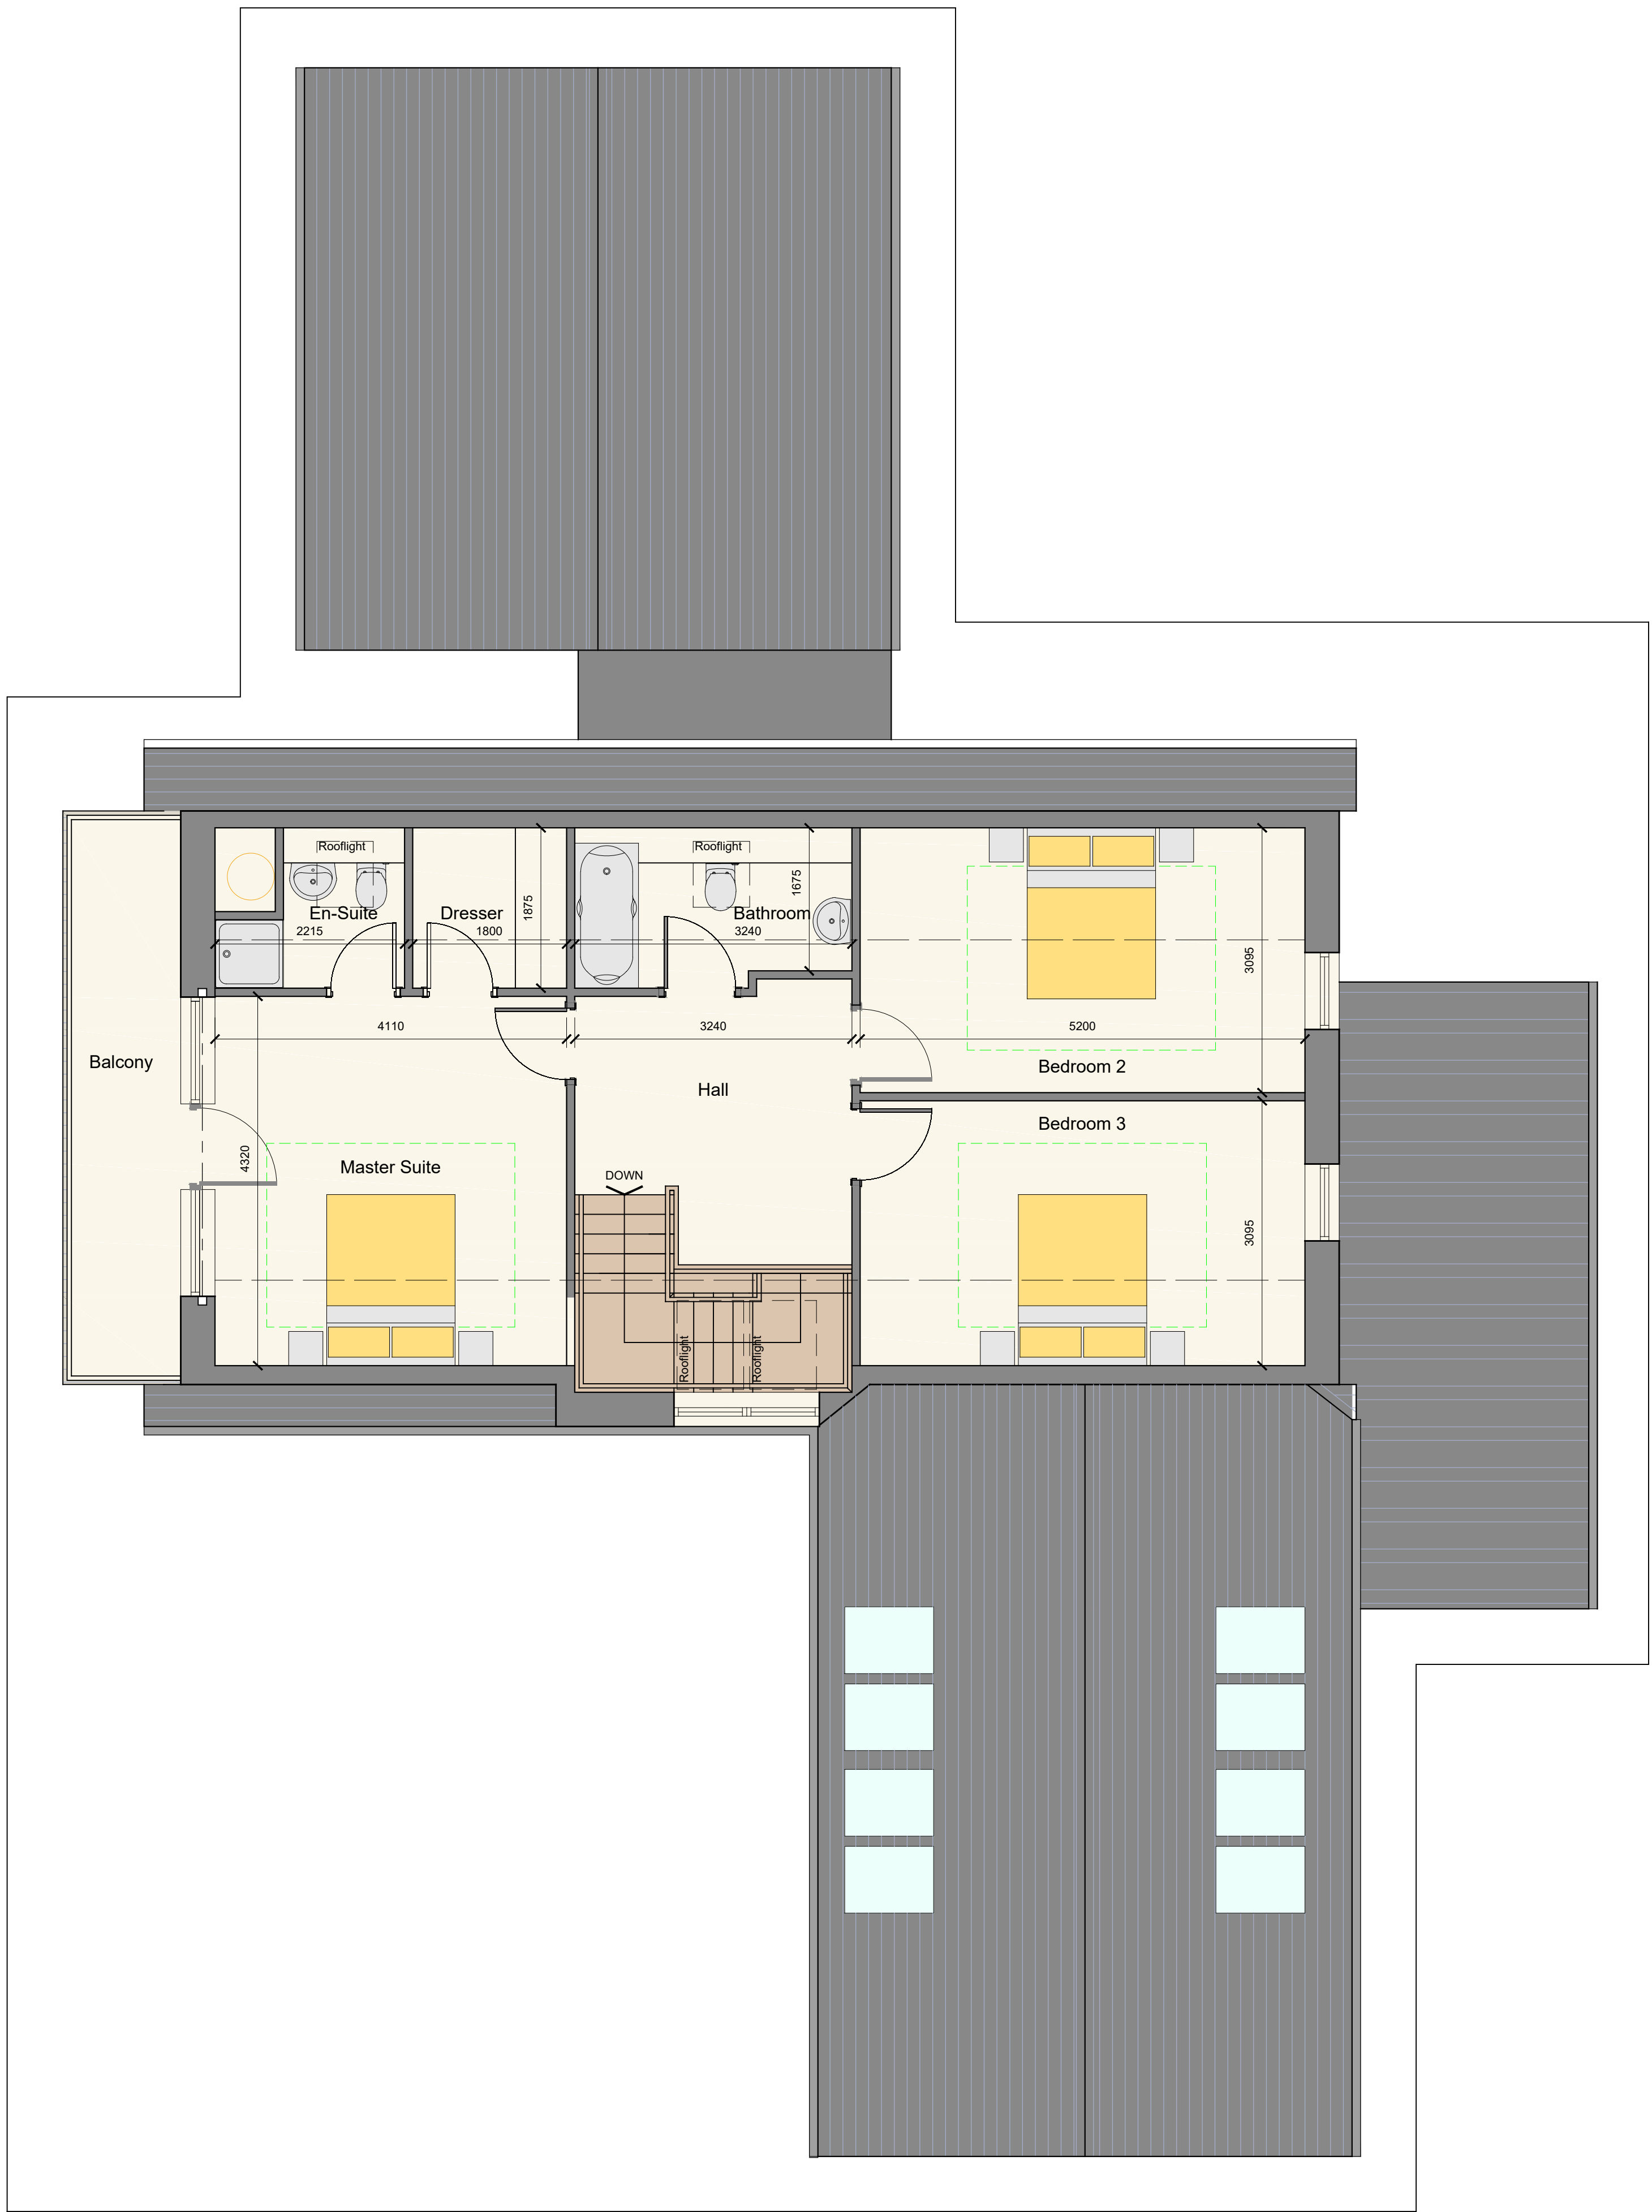 Rooflight
Rooflight
En-Suite
2215
Dresser
1800
1875
Bathroom
3240
1675
3095
4110
3240
5200
Balcony
Hall
Bedroom 2
Bedroom 3
4320
Master Suite
DOWN
3095
Rooflight
Rooflight